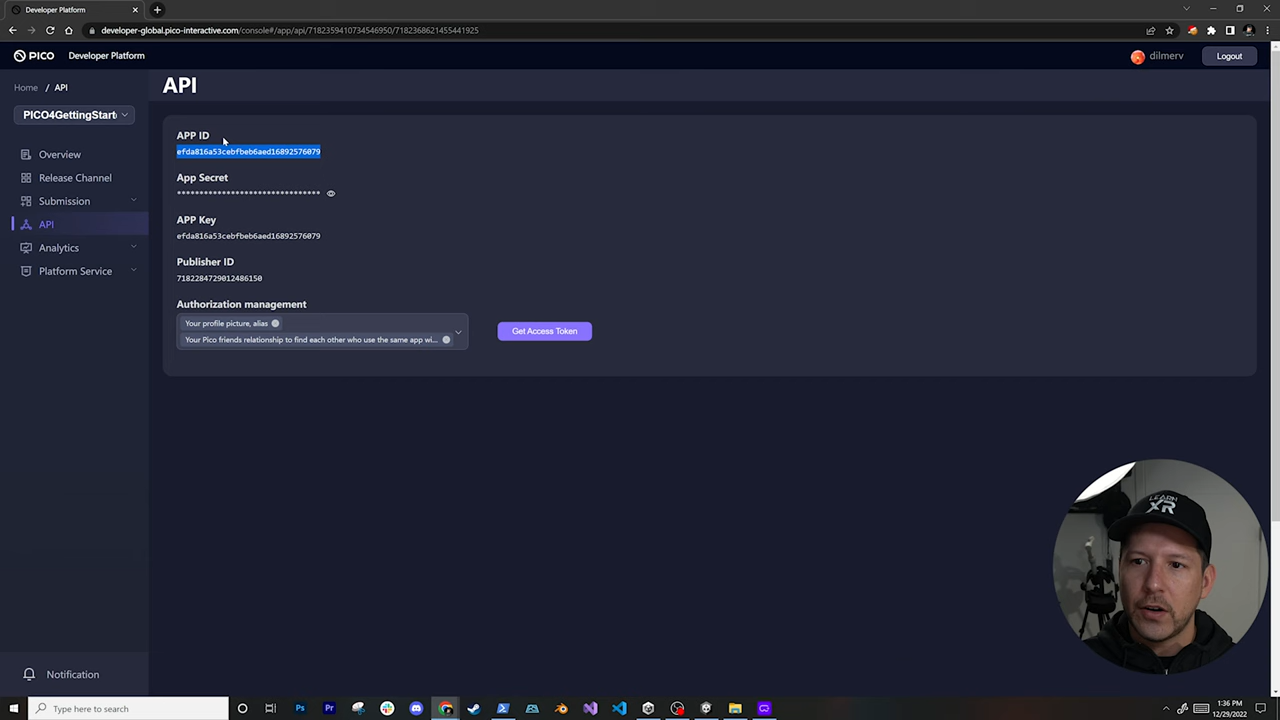 Developer Platform
developer-global.pico-interactive.com/console#/app/api/7182359410734546950/7182368621455441925
PICO Developer Platform
dilmerv
Logout
Home / API
API
PICO4GettingStart
Overview
Release Channel
Submission
API
Analytics
Platform Service
APP ID
efda816a53cebfbeb6aed16892576079
App Secret
********************************
APP Key
efda816a53cebfbeb6aed16892576079
Publisher ID
7182284729012486150
Authorization management
Your profile picture, alias
Your Pico friends relationship to find each other who use the same app wi...
Get Access Token
LEARN
XR
Notification
Type here to search
1:36 PM
12/29/2022